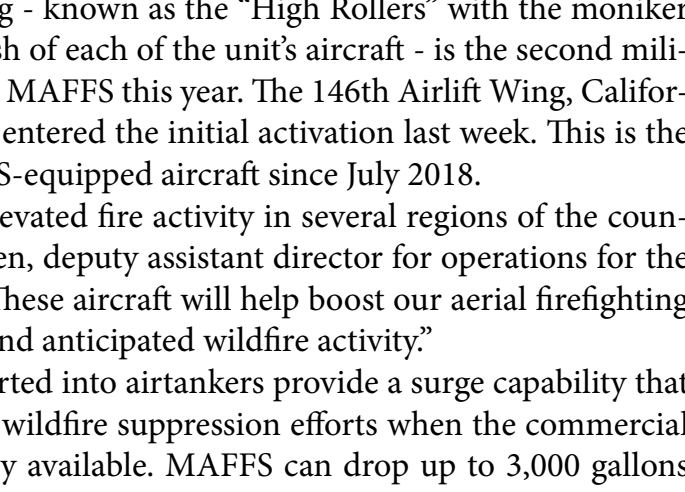 g - known as the “High Rollers” with the moniker
sh of each of the unit’s aircraft - is the second mili-
MAFFS this year. The 146th Airlift Wing, Califor-
entered the initial activation last week. This is the
S-equipped aircraft since July 2018.
evated fire activity in several regions of the coun-
en, deputy assistant director for operations for the
These aircraft will help boost our aerial firefighting
nd anticipated wildfire activity.”
rted into airtankers provide a surge capability that
wildfire suppression efforts when the commercial
y available. MAFFS can drop up to 3,000 gallons